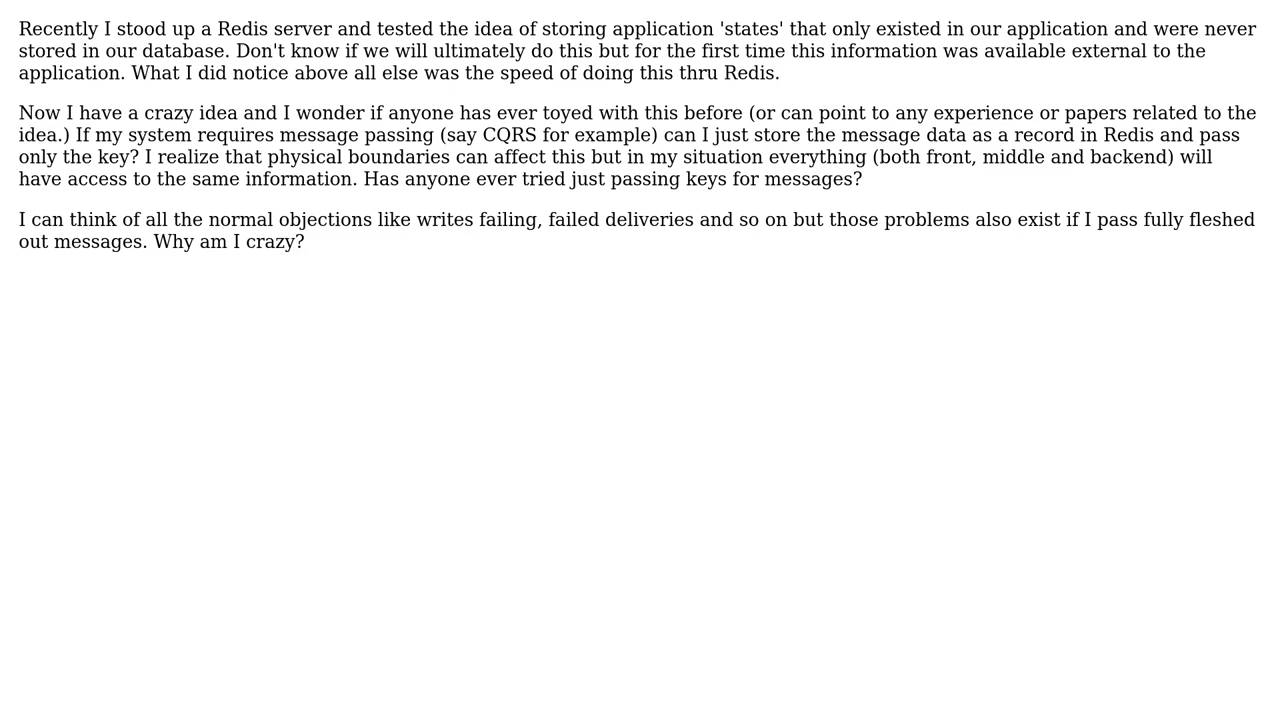 Recently I stood up a Redis server and tested the idea of storing application 'states' that only existed in our application and were never
stored in our database. Don't know if we will ultimately do this but for the first time this information was available external to the
application. What I did notice above all else was the speed of doing this thru Redis.
Now I have a crazy idea and I wonder if anyone has ever toyed with this before (or can point to any experience or papers related to the
idea.) If my system requires message passing (say CQRS for example) can I just store the message data as a record in Redis and pass
only the key? I realize that physical boundaries can affect this but in my situation everything (both front, middle and backend) will
have access to the same information. Has anyone ever tried just passing keys for messages?
I can think of all the normal objections like writes failing, failed deliveries and so on but those problems also exist if I pass fully fleshed
out messages. Why am I crazy?